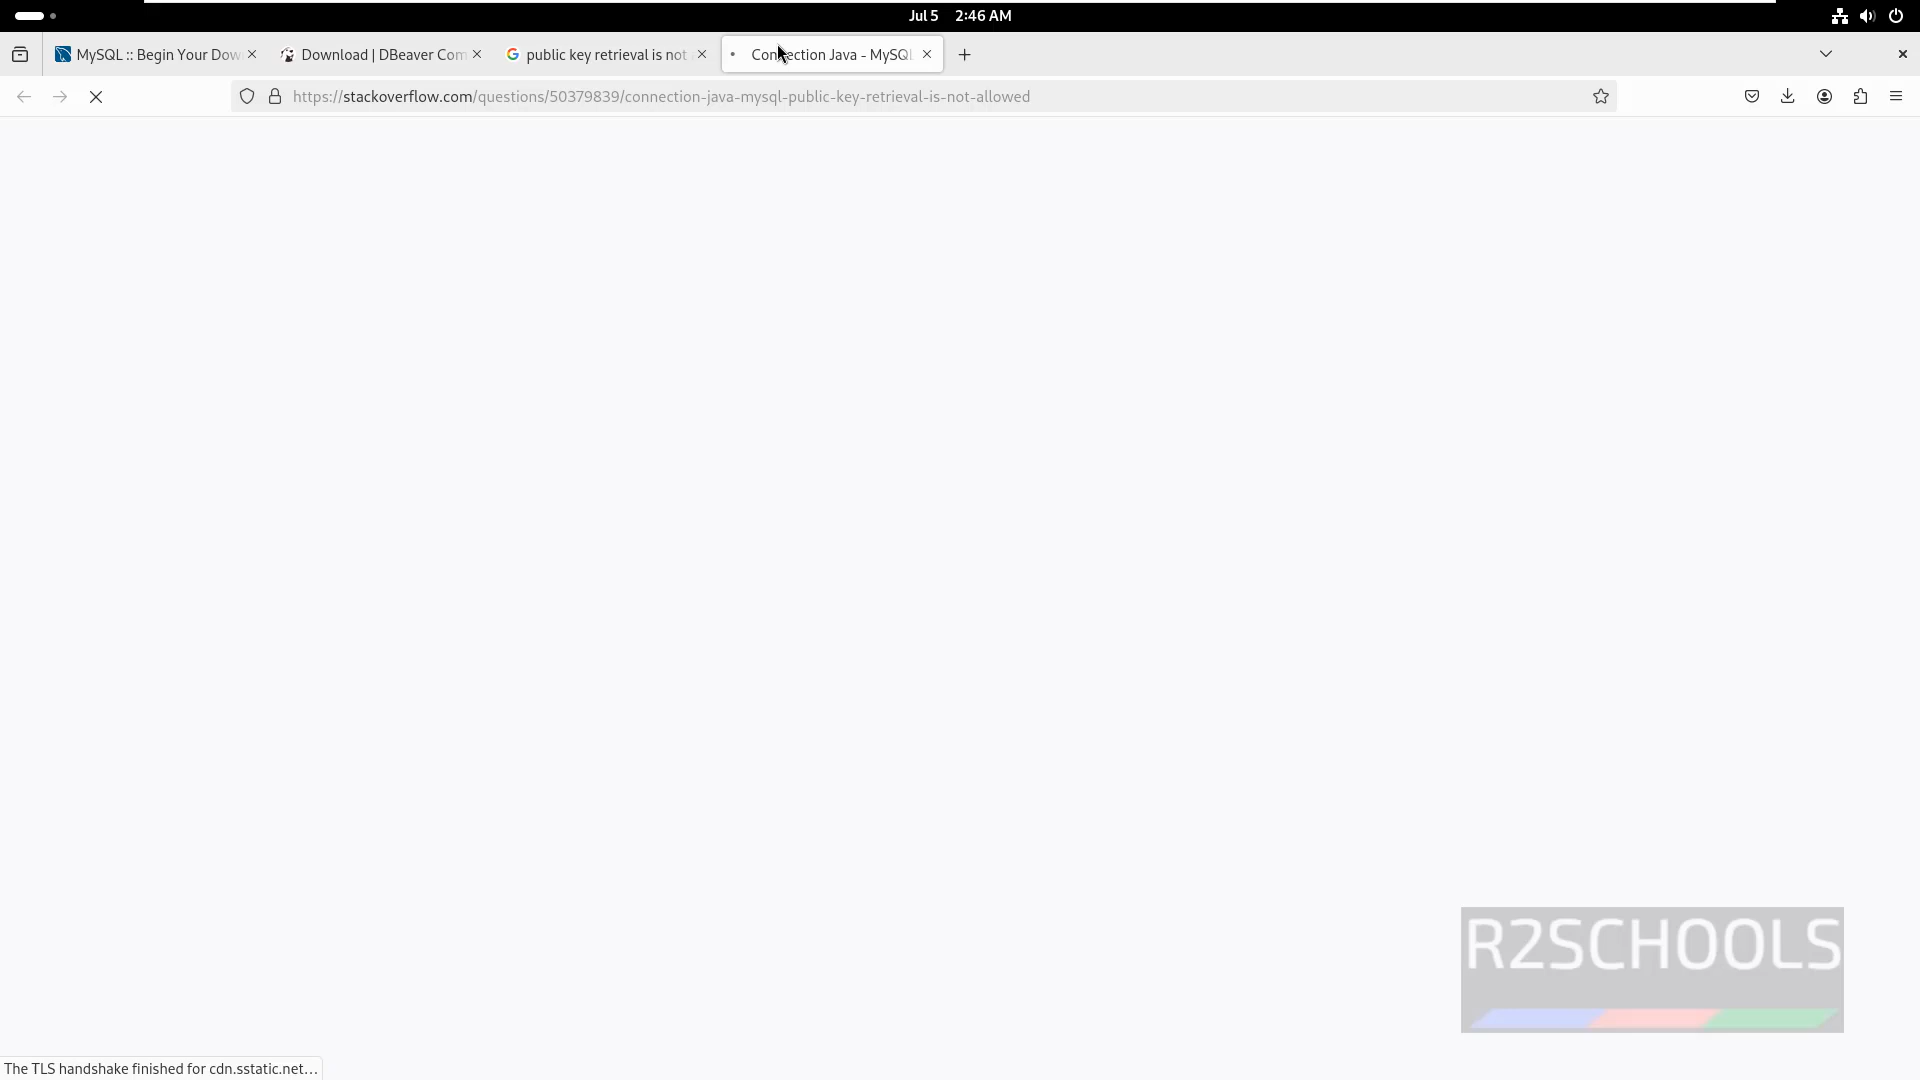 Jul 5 2:46 AM
MySQL :: Begin Your Dow
Download | DBeaver Com
public key retrieval is not
Connection Java - MySQL
https://stackoverflow.com/questions/50379839/connection-java-mysql-public-key-retrieval-is-not-allowed
R2SCHOOLS
The TLS handshake finished for cdn.sstatic.net...